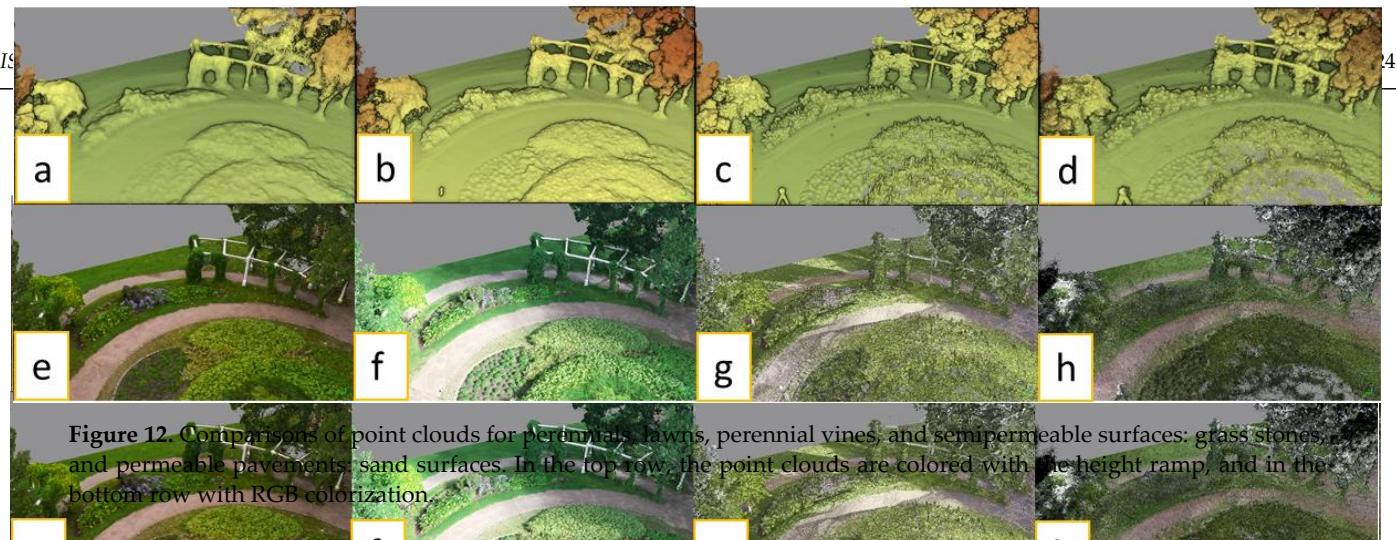 IS
24
a
b
c
d
e
f
g
h
Figure 12. Comparisons of point clouds for perennials, lawns, perennial vines, and semipermeable surfaces: grass stones,
and permeable pavements: sand surfaces. In the top row, the point clouds are colored with the height ramp, and in the
bottom row with RGB colorization.